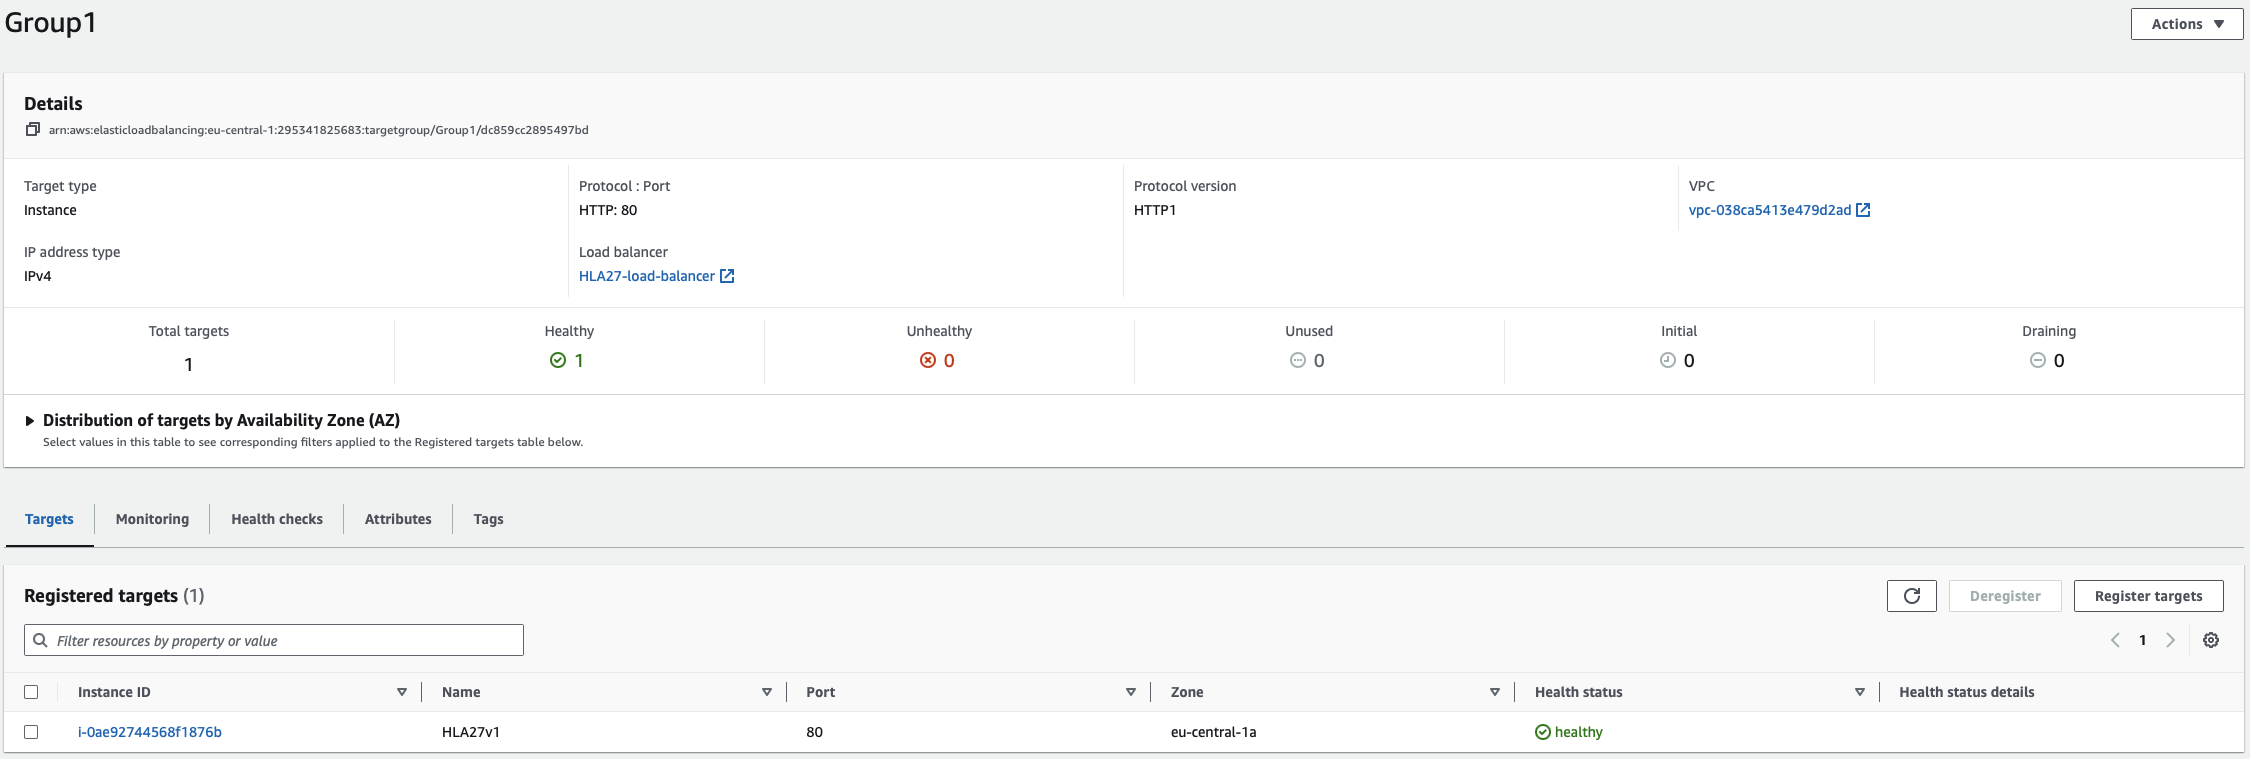 Group1
Actions
Details
arn:aws:elasticloadbalancing:eu-central-1:295341825683:targetgroup/Group1/dc859cc2895497bd
Target type
Instance
Protocol : Port
HTTP: 80
Protocol version
HTTP1
VPC
vpc-038ca5413e479d2ad
IP address type
IPv4
Load balancer
HLA27-load-balancer
Total targets
1
Healthy
1
Unhealthy
0
Unused
0
Initial
0
Draining
0
Distribution of targets by Availability Zone (AZ)
Select values in this table to see corresponding filters applied to the Registered targets table below.
Targets
Monitoring
Health checks
Attributes
Tags
Registered targets (1)
Deregister
Register targets
Filter resources by property or value
1
Instance ID
Name
Port
Zone
Health status
Health status details
i-0ae92744568f1876b
HLA27v1
80
eu-central-1a
healthy